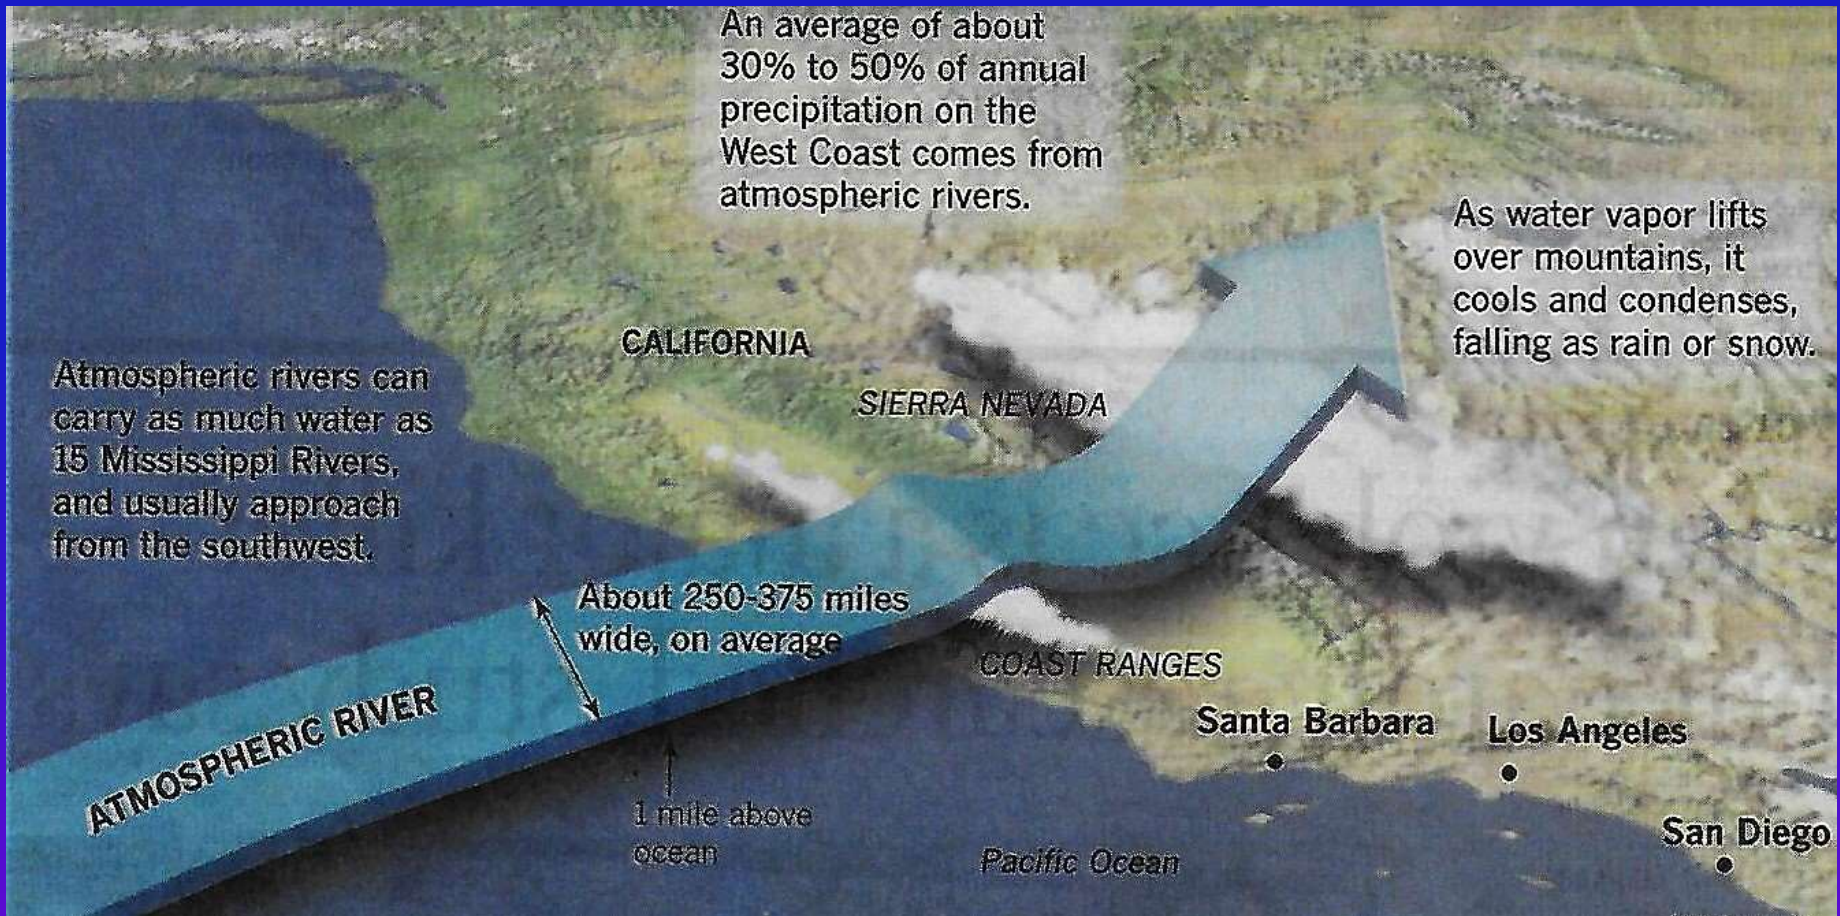 An average of about
30% to 50% of annual
precipitation on the
West Coast comes from
atmospheric rivers.
As water vapor lifts
over mountains, it
cools and condenses,
falling as rain or snow.
CALIFORNIA
SIERRA NEVADA
Atmospheric rivers can
carry as much water as
15 Mississippi Rivers,
and usually approach
from the southwest.
About 250-375 miles
wide, on average
COAST RANGES
ATMOSPHERIC RIVER
Santa Barbara
Los Angeles
1 mile above
ocean
San Diego
Pacific Ocean